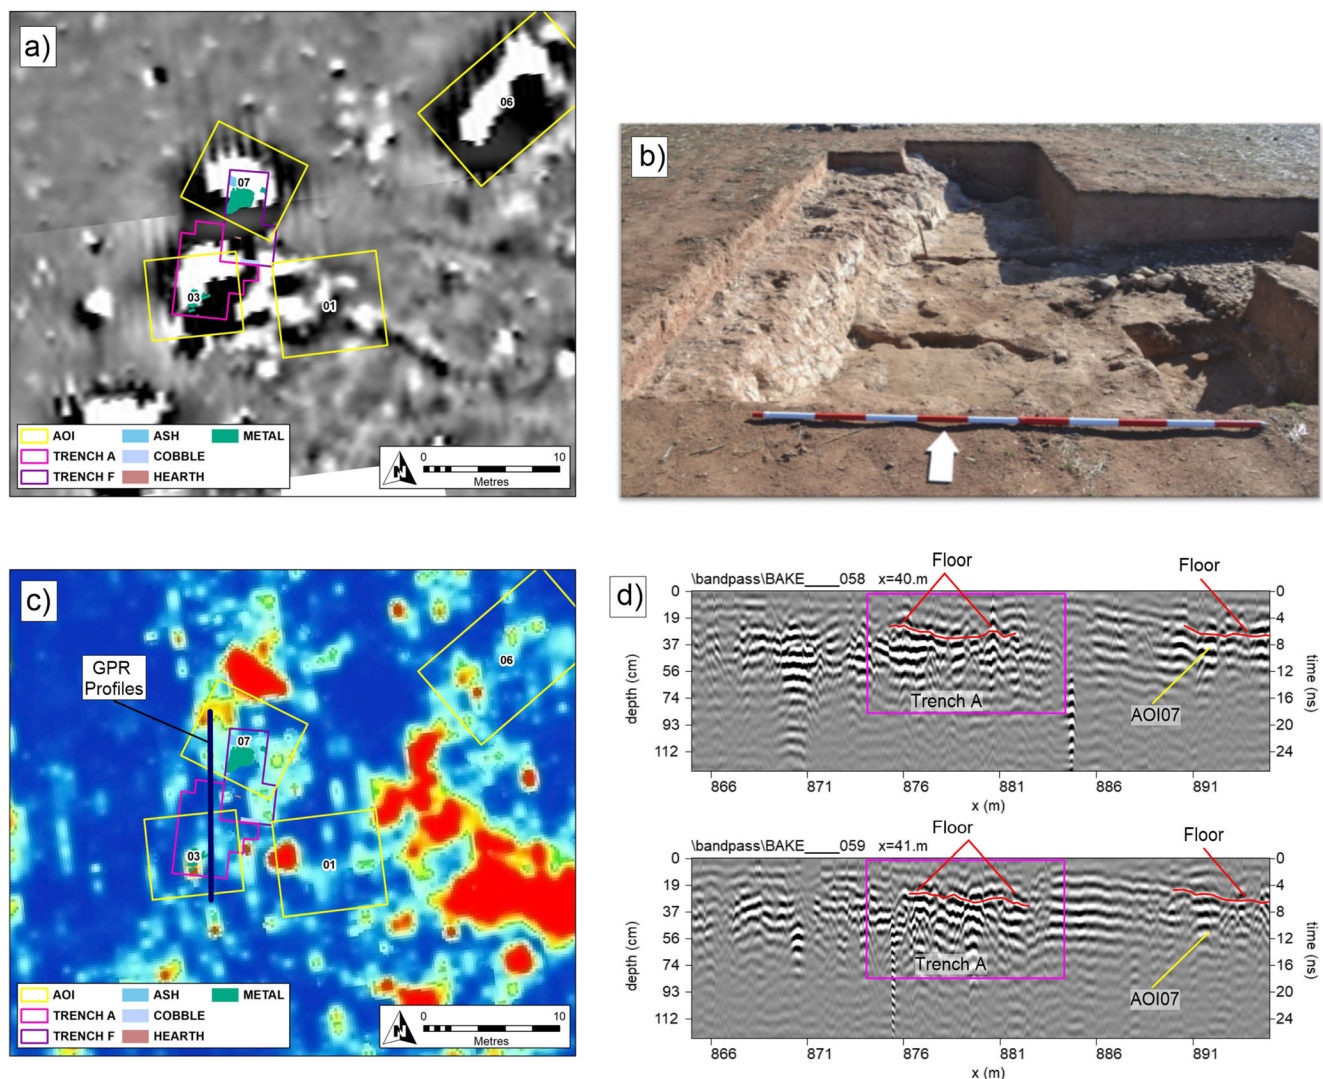 a)
06
07
03
01
AOI
ASH
METAL
TRENCH A
COBBLE
TRENCH F
HEARTH
N
0 10
Metres
b)
c)
GPR
Profiles
06
07
03
01
AOI
ASH
METAL
TRENCH A
COBBLE
TRENCH F
HEARTH
N
0 10
Metres
d)
Floor
Floor
\bandpass\BAKE____058 x=40.m
0
19
37
56
74
93
112
depth (cm)
0
4
8
12
16
20
24
time (ns)
Trench A
AOI07
866 871 876 881 886 891
x (m)
Floor
Floor
\bandpass\BAKE____059 x=41.m
0
19
37
56
74
93
112
depth (cm)
0
4
8
12
16
20
24
time (ns)
Trench A
AOI07
866 871 876 881 886 891
x (m)